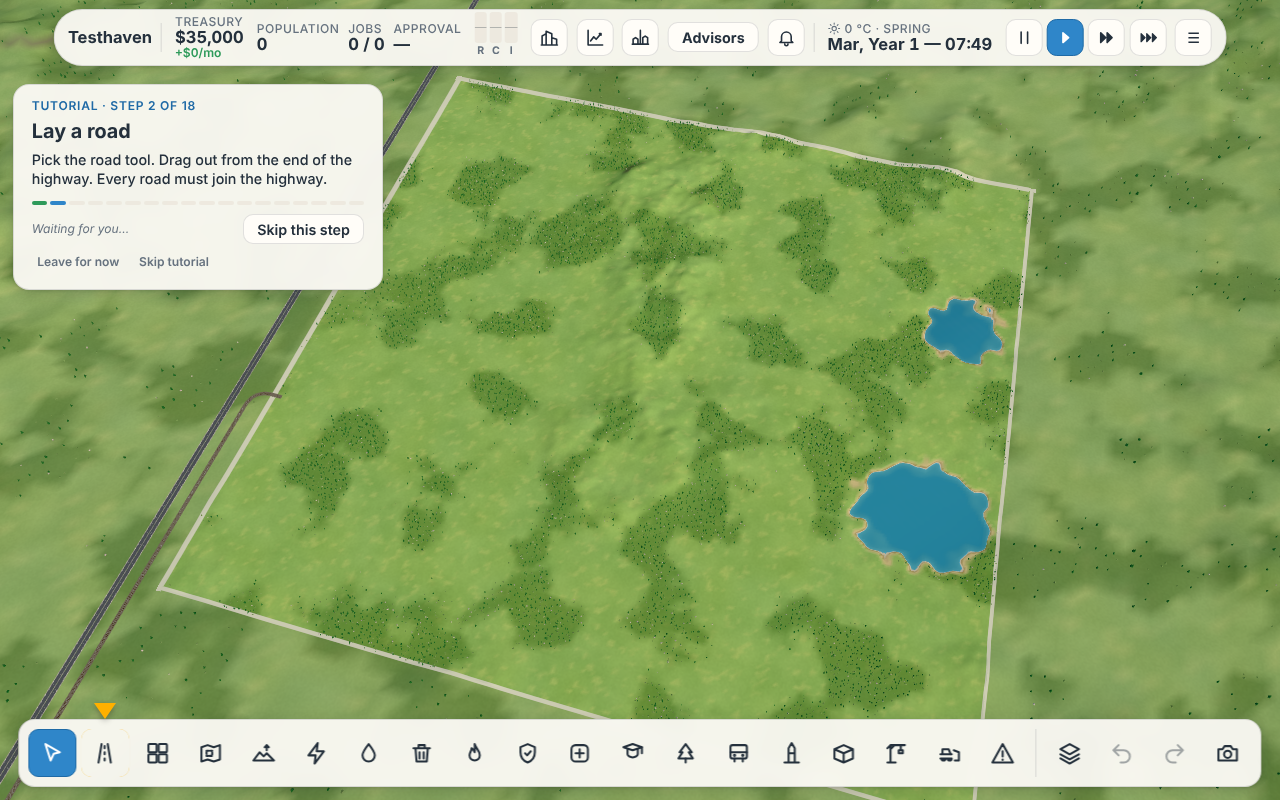 Testhaven
TREASURY
$35,000
+$0/mo
POPULATION
0
JOBS
0 / 0
APPROVAL
—
R C I
Advisors
0 °C · SPRING
Mar, Year 1 — 07:49
TUTORIAL · STEP 2 OF 18
Lay a road
Pick the road tool. Drag out from the end of the
highway. Every road must join the highway.
Waiting for you...
Skip this step
Leave for now
Skip tutorial